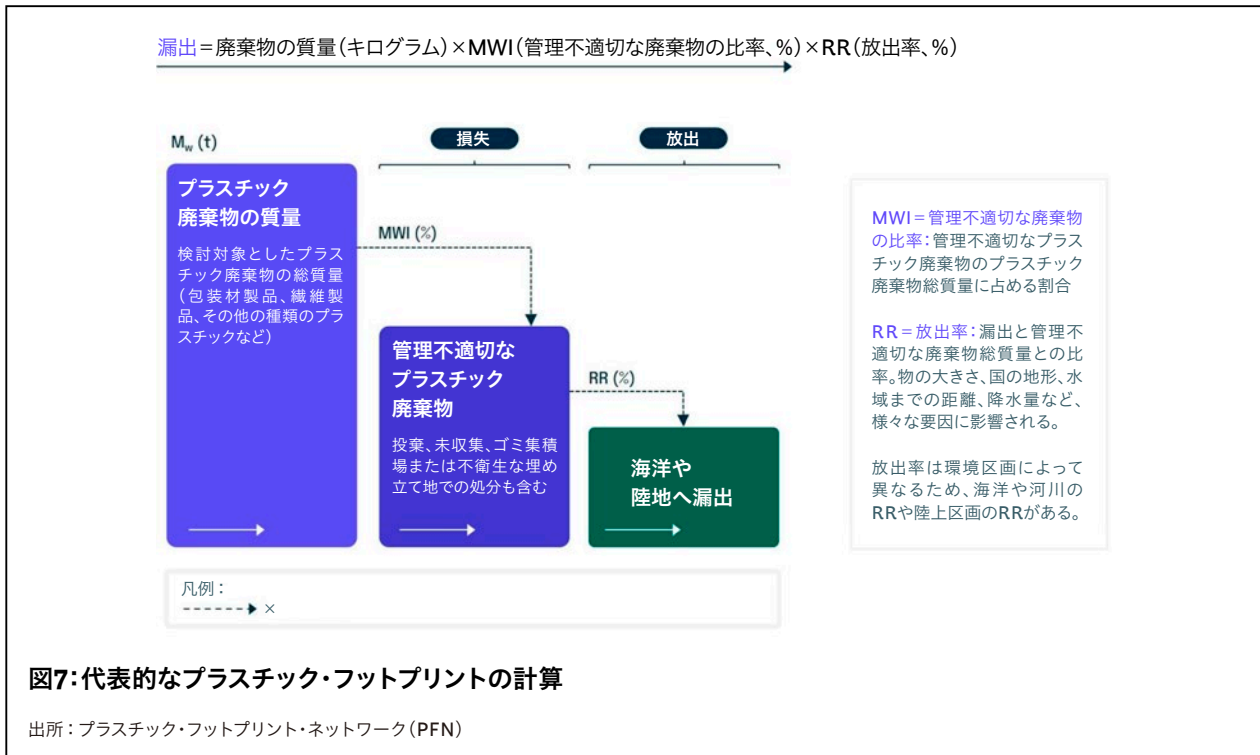 漏出＝廃棄物の質量（キログラム）×MWI（管理不適切な廃棄物の比率、%）×RR（放出率、%）
Mw (t)
損失
放出
プラスチック
廃棄物の質量
検討対象としたプラス
チック廃棄物の総質量
（包装材製品、繊維製
品、その他の種類のプラ
スチックなど）
MWI (%)
管理不適切な
プラスチック
廃棄物
投棄、未収集、ゴミ集積
場または不衛生な埋め
立て地での処分も含む
RR (%)
海洋や
陸地へ漏出
MWI＝管理不適切な廃棄物
の比率：管理不適切なプラス
チック廃棄物のプラスチック
廃棄物総質量に占める割合
RR＝放出率：漏出と管理不
適切な廃棄物総質量との比
率。物の大きさ、国の地形、水
域までの距離、降水量など、
様々な要因に影響される。
放出率は環境区画によって
異なるため、海洋や河川の
RRや陸上区画のRRがある。
凡例：
×
図7：代表的なプラスチック・フットプリントの計算
出所：プラスチック・フットプリント・ネットワーク（PFN）